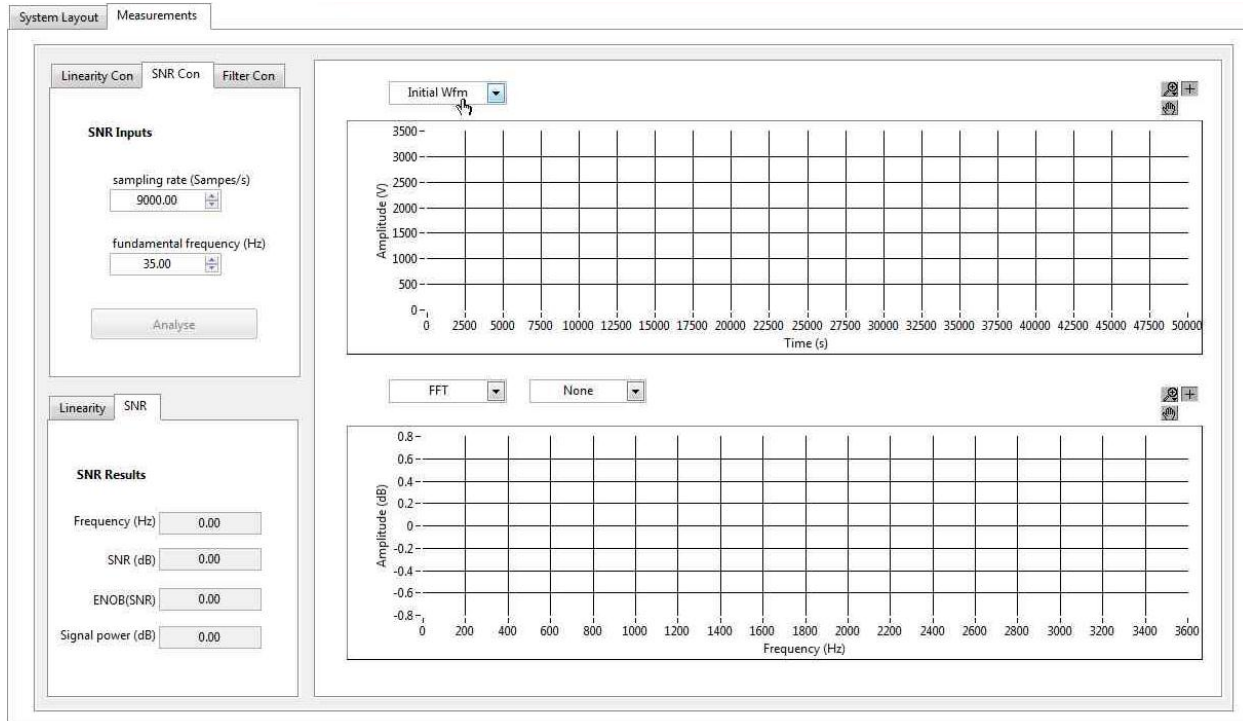 System Layout Measurements
Linearity Con SNR Con Filter Con
SNR Inputs
sampling rate (Sampes/s)
9000.00
fundamental frequency (Hz)
35.00
Analyse
Linearity SNR
SNR Results
Frequency (Hz) 0.00
SNR (dB) 0.00
ENOB(SNR) 0.00
Signal power (dB) 0.00
Initial Wfm
Amplitude (V)
3500
3000
2500
2000
1500
1000
500
0
0 2500 5000 7500 10000 12500 15000 17500 20000 22500 25000 27500 30000 32500 35000 37500 40000 42500 45000 47500 50000
Time (s)
FFT None
Amplitude (dB)
0.8
0.6
0.4
0.2
0
-0.2
-0.4
-0.6
-0.8
0 200 400 600 800 1000 1200 1400 1600 1800 2000 2200 2400 2600 2800 3000 3200 3400 3600
Frequency (Hz)